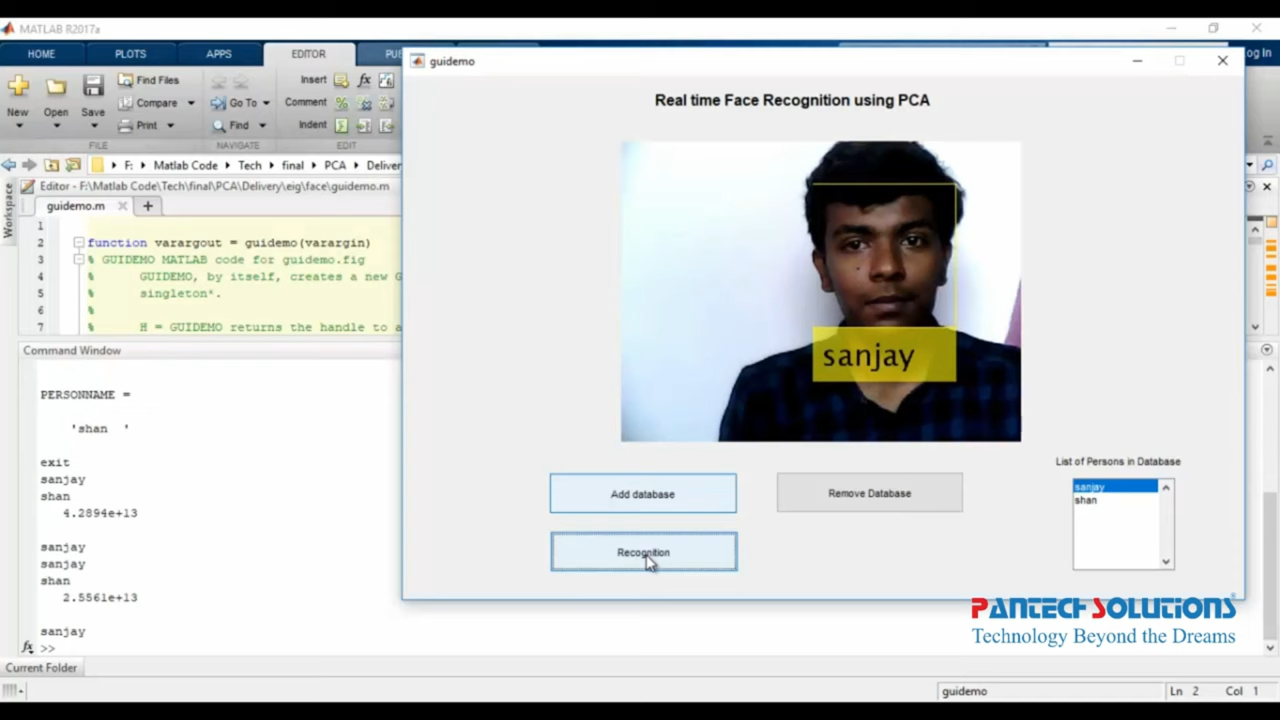 MATLAB R2017a
HOME PLOTS APPS EDITOR
guidemo
Log In
Find Files
Insert
fx
Compare
Go To
Comment
New Open Save
Print
Find
Indent
FILE NAVIGATE EDIT
F: Matlab Code Tech final PCA
Editor - F:\Matlab Code\Tech\final\PCA\Delivery\eig\face\guidemo.m
Workspace
guidemo.m
1
2 function varargout = guidemo(varargin)
3 % GUIDEMO MATLAB code for guidemo.fig
4 % GUIDEMO, by itself, creates a new
5 % singleton*.
6 %
7 % H = GUIDEMO returns the handle to a
Command Window
PERSONNAME =
'shan '
exit
sanjay
shan
4.2894e+13
sanjay
sanjay
shan
2.5561e+13
sanjay
fx >>
Current Folder
Real time Face Recognition using PCA
sanjay
Add database
Remove Database
Recognition
List of Persons in Database
sanjay
shan
PANTECH SOLUTIONS
Technology Beyond the Dreams
guidemo
Ln 2 Col 1